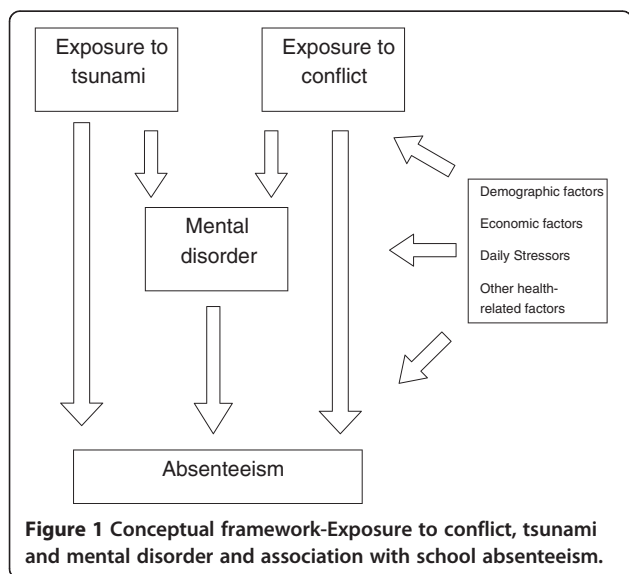 Exposure to
tsunami
Exposure to
conflict
Demographic factors
Economic factors
Daily Stressors
Other health-
related factors
Mental
disorder
Absenteeism
Figure 1 Conceptual framework-Exposure to conflict, tsunami
and mental disorder and association with school absenteeism.